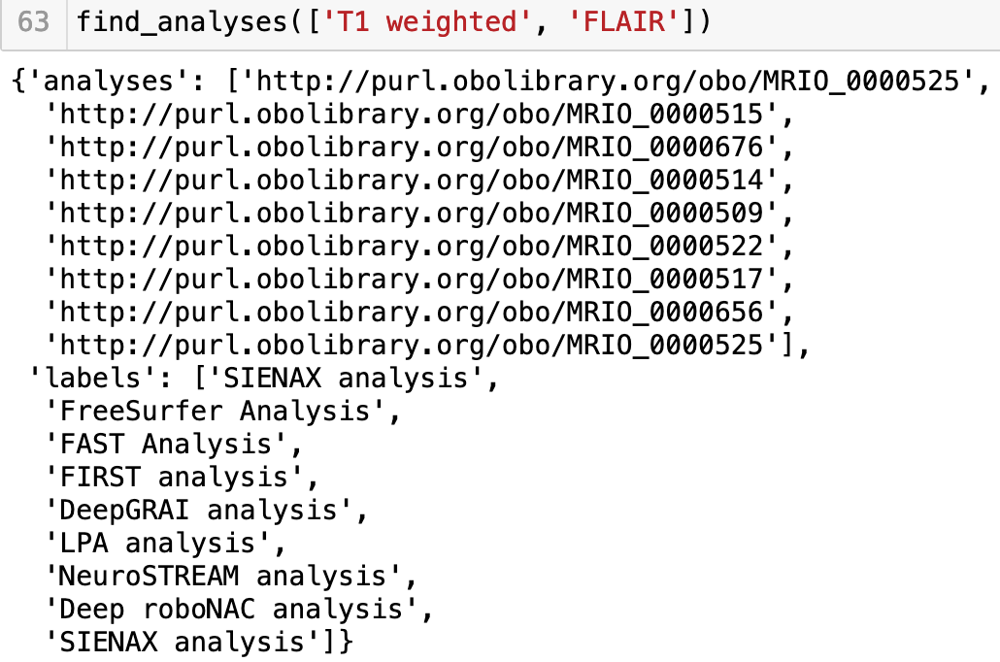 63 find_analyses(['T1 weighted', 'FLAIR'])
{'analyses': ['http://purl.obolibrary.org/obo/MRIO_0000525',
'http://purl.obolibrary.org/obo/MRIO_0000515',
'http://purl.obolibrary.org/obo/MRIO_0000676',
'http://purl.obolibrary.org/obo/MRIO_0000514',
'http://purl.obolibrary.org/obo/MRIO_0000509',
'http://purl.obolibrary.org/obo/MRIO_0000522',
'http://purl.obolibrary.org/obo/MRIO_0000517',
'http://purl.obolibrary.org/obo/MRIO_0000656',
'http://purl.obolibrary.org/obo/MRIO_0000525'],
'labels': ['SIENAX analysis',
'FreeSurfer Analysis',
'FAST Analysis',
'FIRST analysis',
'DeepGRAI analysis',
'LPA analysis',
'NeuroSTREAM analysis',
'Deep roboNAC analysis',
'SIENAX analysis']}